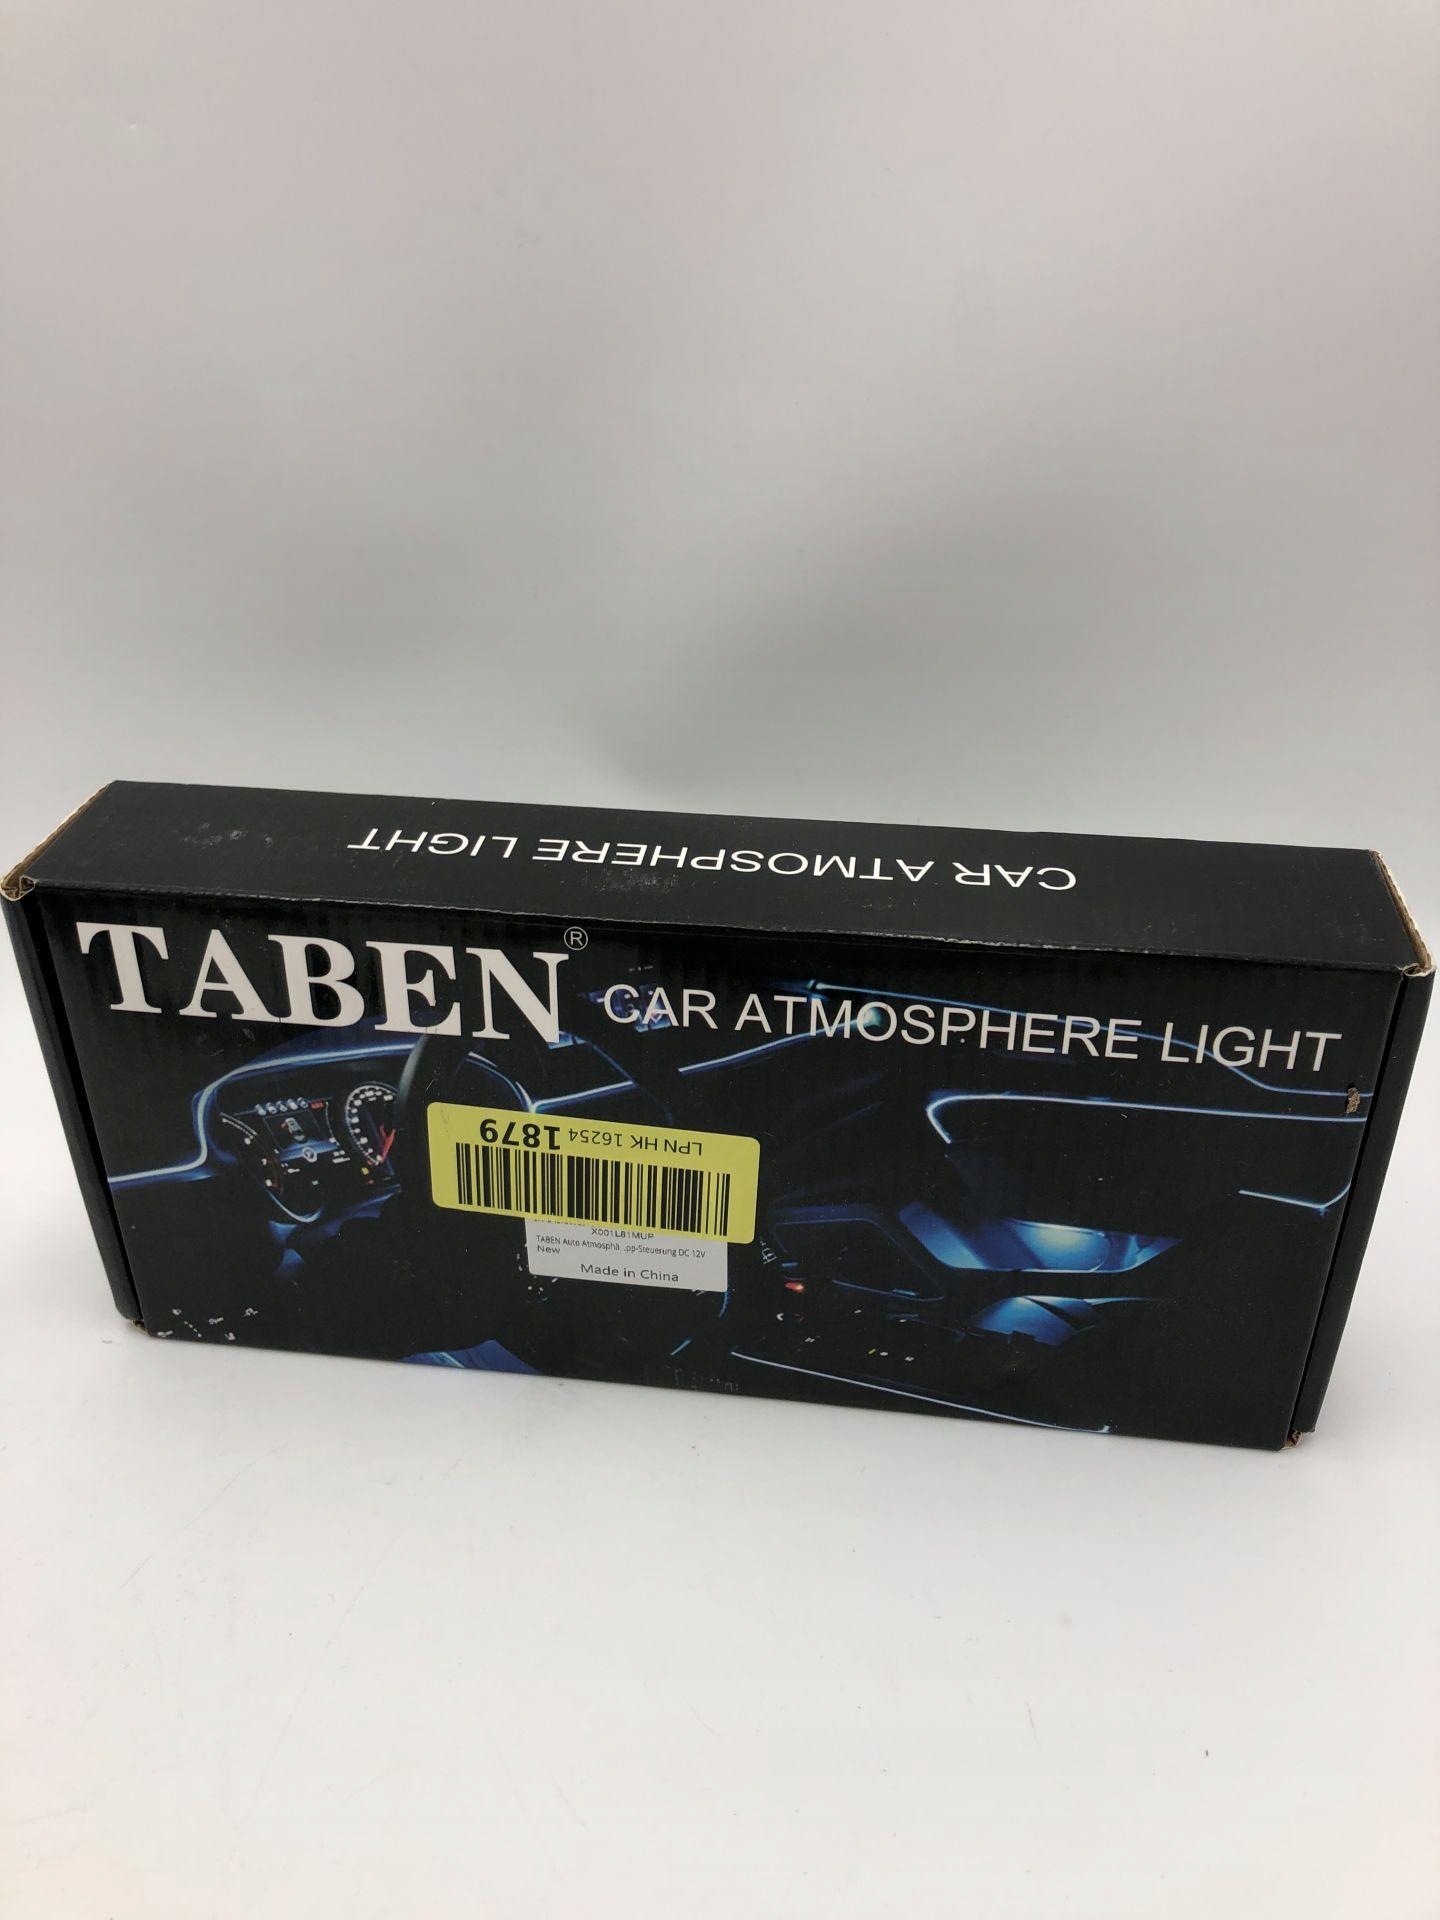 CAR ATMOSPHERE LIGHT
TABEN® CAR ATMOSPHERE LIGHT
LPN HK 16254 1879
X001L81MUP
TABEN Auto Atmosphä...pp-Steuerung DC 12V
New
Made in China